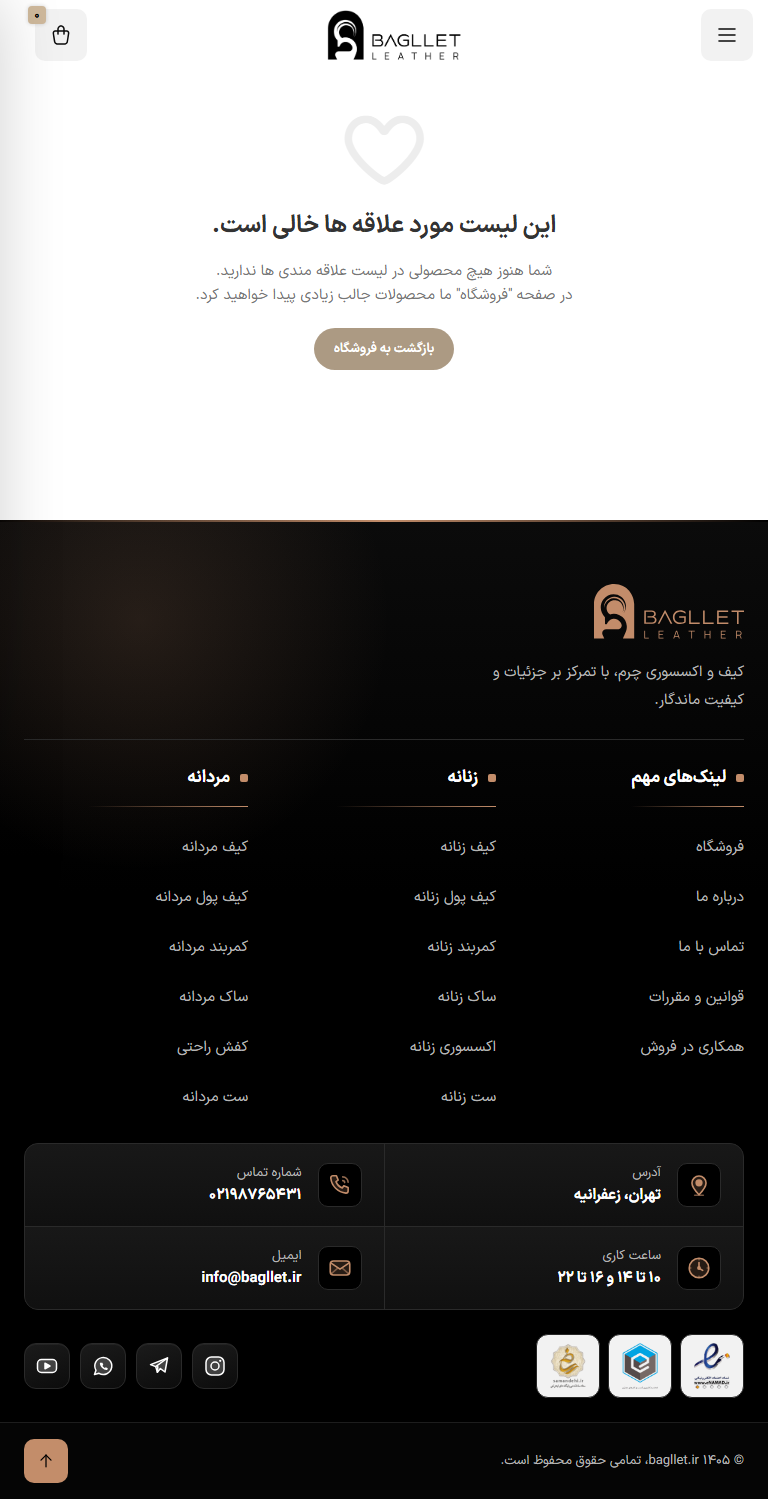 ۰
BAGLLET
LEATHER
این لیست مورد علاقه ها خالی است.
شما هنوز هیچ محصولی در لیست علاقه مندی ها ندارید.
در صفحه "فروشگاه" ما محصولات جالب زیادی پیدا خواهید کرد.
بازگشت به فروشگاه
BAGLLET
LEATHER
کیف و اکسسوری چرم، با تمرکز بر جزئیات و
کیفیت ماندگار.
لینک‌های مهم
فروشگاه
درباره ما
تماس با ما
قوانین و مقررات
همکاری در فروش
زنانه
کیف زنانه
کیف پول زنانه
کمربند زنانه
ساک زنانه
اکسسوری زنانه
ست زنانه
مردانه
کیف مردانه
کیف پول مردانه
کمربند مردانه
ساک مردانه
کفش راحتی
ست مردانه
آدرس
تهران، زعفرانیه
شماره تماس
۰۲۱۹۸۷۶۵۴۳۱
ساعت کاری
۱۰ تا ۱۴ و ۱۶ تا ۲۲
ایمیل
info@bagllet.ir
www.eNAMAD.ir
samandehi.ir
© ۱۴۰۵ bagllet.ir، تمامی حقوق محفوظ است.